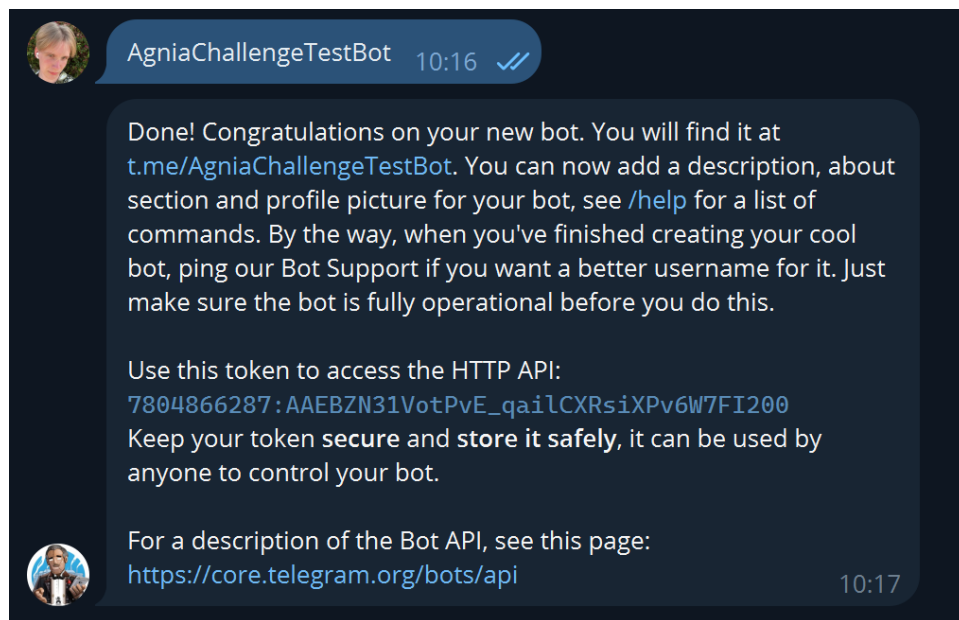 AgniaChallengeTestBot 10:16
Done! Congratulations on your new bot. You will find it at
t.me/AgniaChallengeTestBot. You can now add a description, about
section and profile picture for your bot, see /help for a list of
commands. By the way, when you've finished creating your cool
bot, ping our Bot Support if you want a better username for it. Just
make sure the bot is fully operational before you do this.
Use this token to access the HTTP API:
7804866287:AAEBZN31VotPvE_qailCXRsiXPv6W7FI200
Keep your token secure and store it safely, it can be used by
anyone to control your bot.
For a description of the Bot API, see this page:
https://core.telegram.org/bots/api 10:17